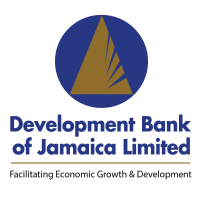 Development Bank
of Jamaica Limited
Facilitating Economic Growth & Development